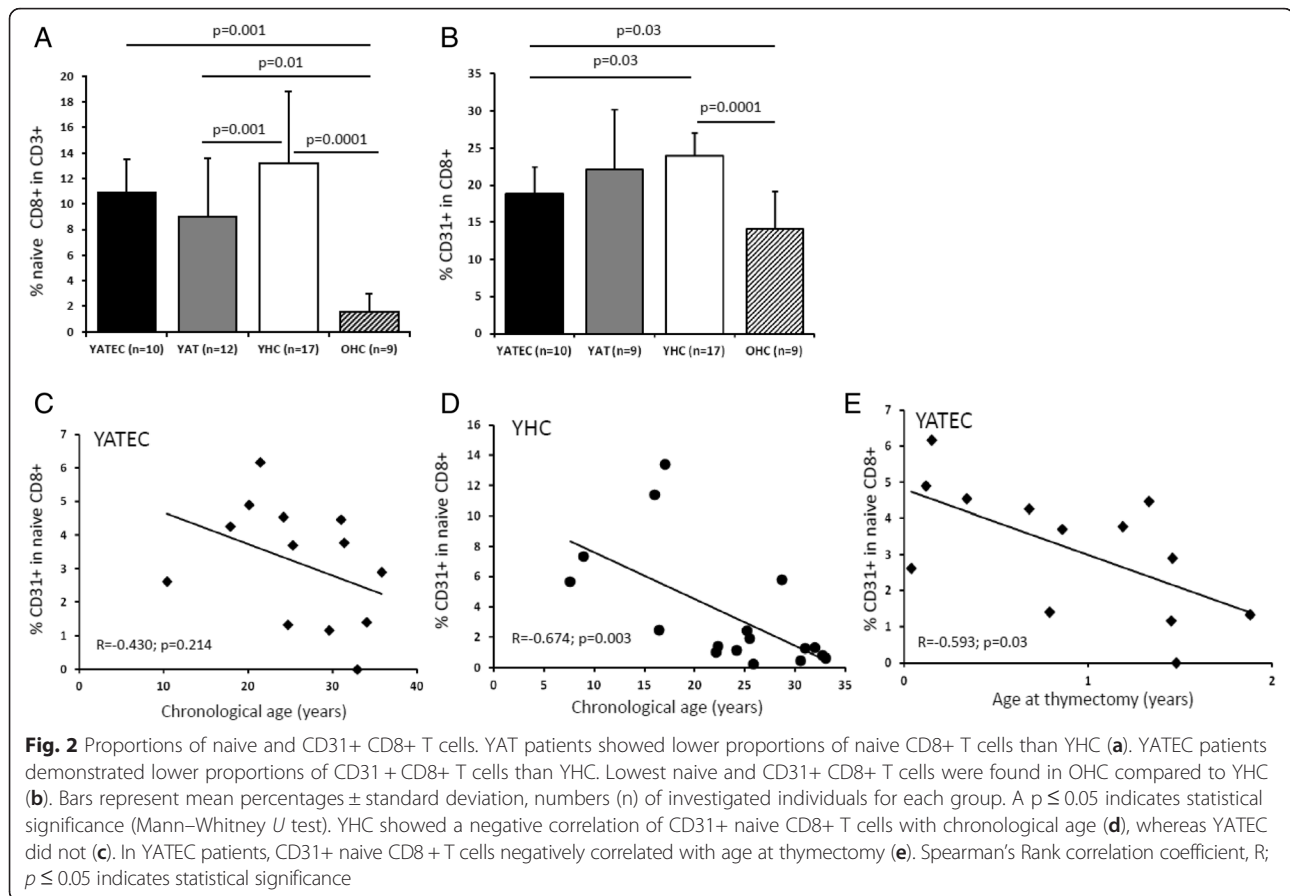 A
p=0.001
p=0.01
p=0.001
p=0.0001
% naive CD8+ in CD3+
20
18
16
14
12
10
8
6
4
2
0
YATEC (n=10) YAT (n=12) YHC (n=17) OHC (n=9)
B
p=0.03
p=0.03
p=0.0001
% CD31+ in CD8+
35
30
25
20
15
10
5
0
YATEC (n=10) YAT (n=9) YHC (n=17) OHC (n=9)
C
YATEC
% CD31+ in naive CD8+
7
6
5
4
3
2
1
0
R=-0.430; p=0.214
0 10 20 30 40
Chronological age (years)
D
YHC
% CD31+ in naive CD8+
16
14
12
10
8
6
4
2
0
R=-0.674; p=0.003
0 5 10 15 20 25 30 35
Chronological age (years)
E
YATEC
% CD31+ in naive CD8+
7
6
5
4
3
2
1
0
R=-0.593; p=0.03
0 1 2
Age at thymectomy (years)
Fig. 2 Proportions of naive and CD31+ CD8+ T cells. YAT patients showed lower proportions of naive CD8+ T cells than YHC (a). YATEC patients
demonstrated lower proportions of CD31 + CD8+ T cells than YHC. Lowest naive and CD31+ CD8+ T cells were found in OHC compared to YHC
(b). Bars represent mean percentages ± standard deviation, numbers (n) of investigated individuals for each group. A p ≤ 0.05 indicates statistical
significance (Mann–Whitney U test). YHC showed a negative correlation of CD31+ naive CD8+ T cells with chronological age (d), whereas YATEC
did not (c). In YATEC patients, CD31+ naive CD8 + T cells negatively correlated with age at thymectomy (e). Spearman's Rank correlation coefficient, R;
p ≤ 0.05 indicates statistical significance